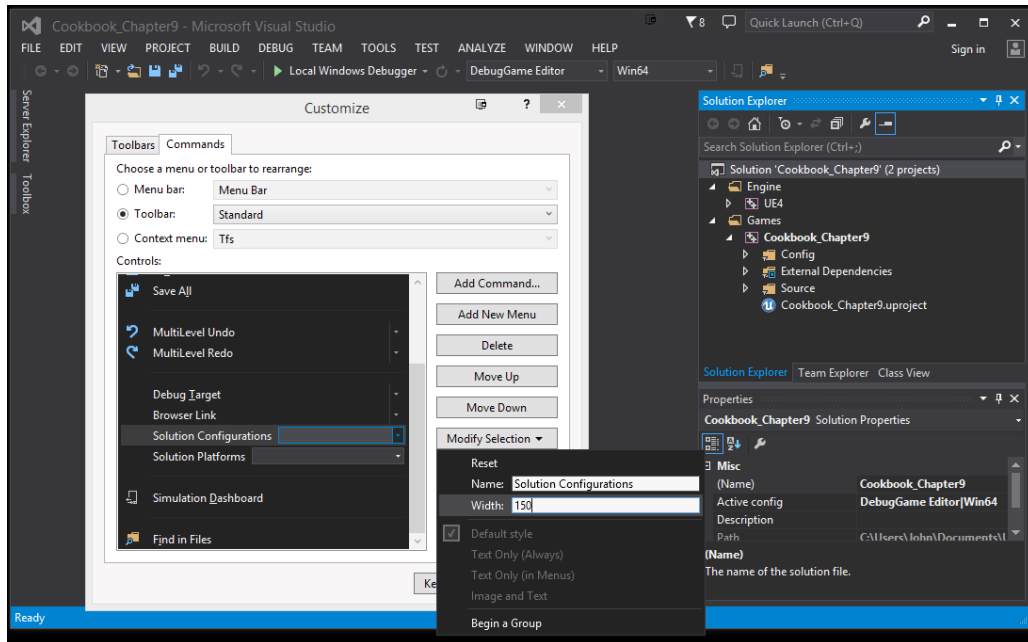 Cookbook_Chapter9 - Microsoft Visual Studio
8
Quick Launch (Ctrl+Q)
FILE EDIT VIEW PROJECT BUILD DEBUG TEAM TOOLS TEST ANALYZE WINDOW HELP
Sign in
Local Windows Debugger
DebugGame Editor
Win64
Server Explorer
Toolbox
Customize
?
Toolbars Commands
Choose a menu or toolbar to rearrange:
Menu bar: Menu Bar
Toolbar: Standard
Context menu: Tfs
Controls:
Save All
MultiLevel Undo
MultiLevel Redo
Debug Target
Browser Link
Solution Configurations
Solution Platforms
Simulation Dashboard
Find in Files
Add Command...
Add New Menu
Delete
Move Up
Move Down
Modify Selection
Reset
Name: Solution Configurations
Width: 150
Default style
Text Only (Always)
Text Only (in Menus)
Image and Text
Begin a Group
Solution Explorer
Search Solution Explorer (Ctrl+;)
Solution 'Cookbook_Chapter9' (2 projects)
Engine
UE4
Games
Cookbook_Chapter9
Config
External Dependencies
Source
Cookbook_Chapter9.uproject
Solution Explorer Team Explorer Class View
Properties
Cookbook_Chapter9 Solution Properties
Misc
(Name) Cookbook_Chapter9
Active config DebugGame Editor|Win64
Description
Path C:\Users\John\Documents\
(Name)
The name of the solution file.
Ready